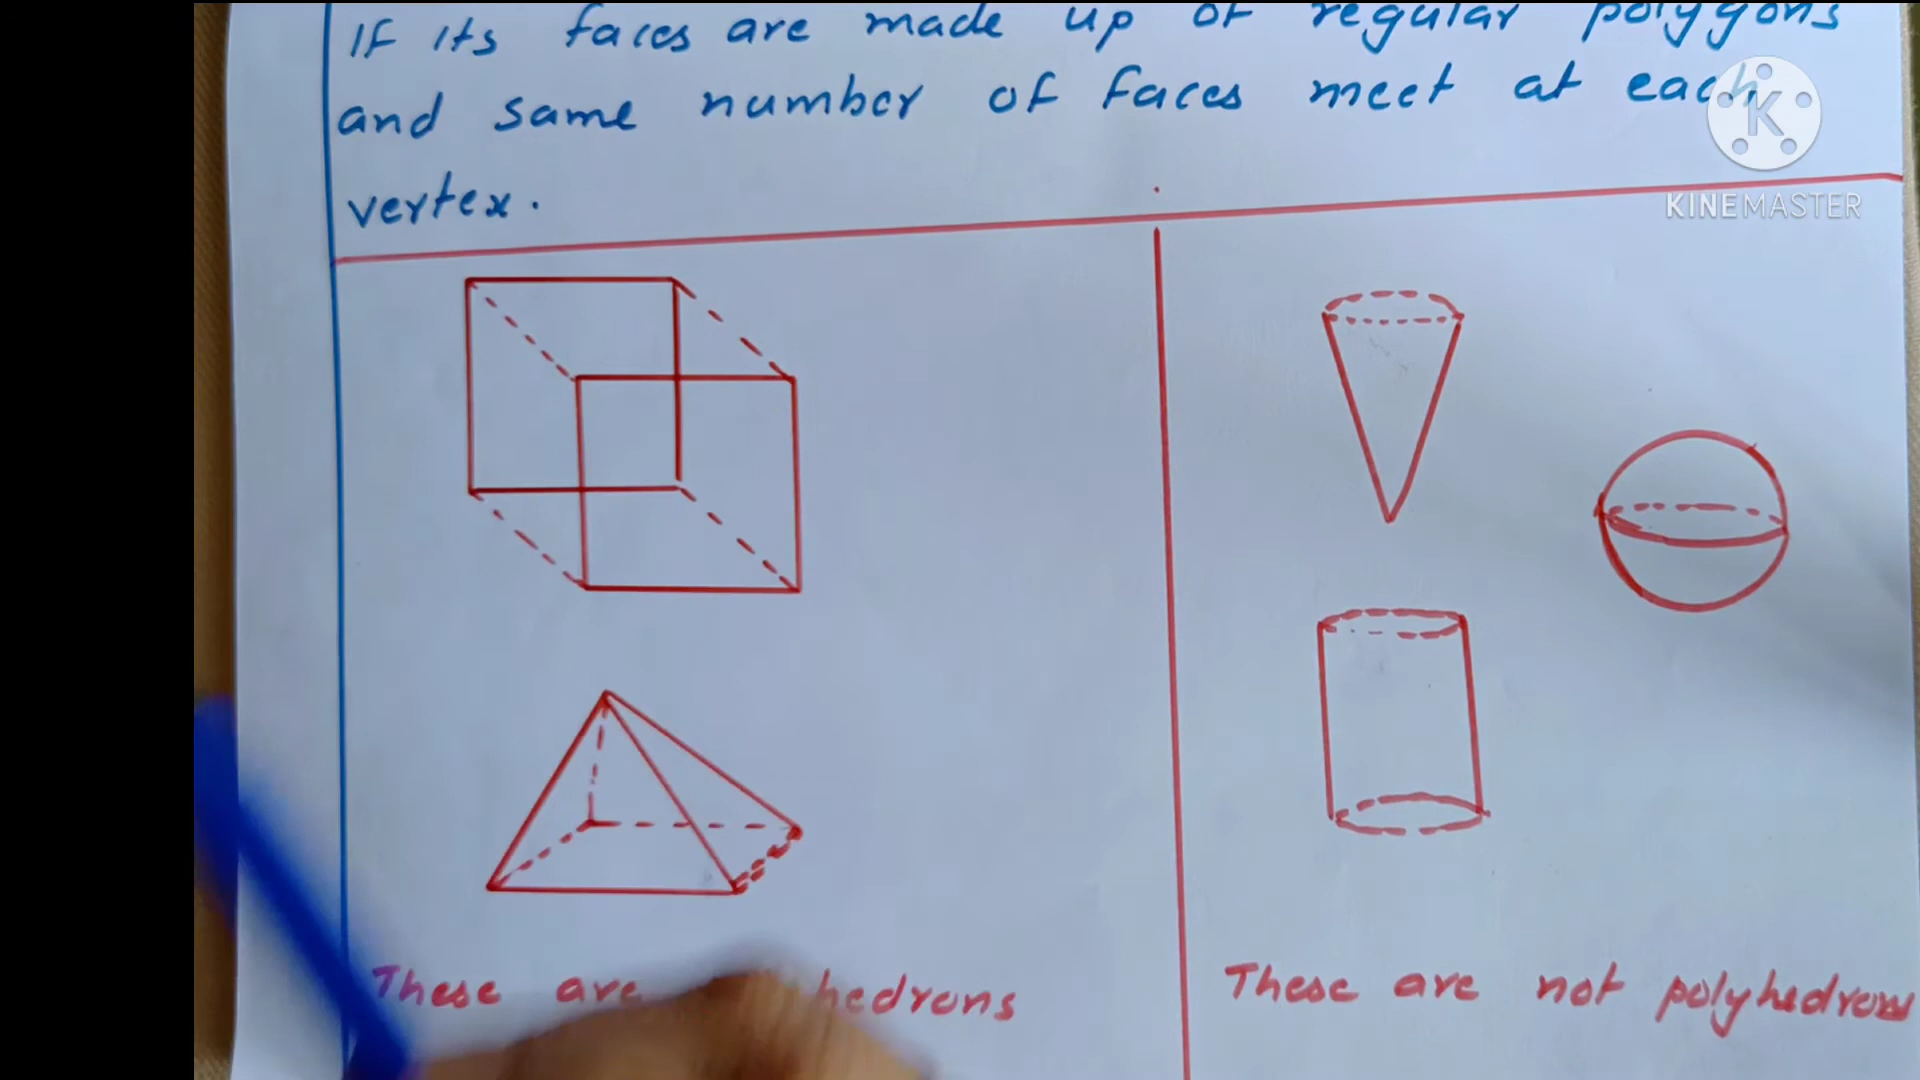 If its faces are made up of regular polygons
and same number of faces meet at each
vertex.
K
KINEMASTER
These are hedrons
These are not polyhedrons